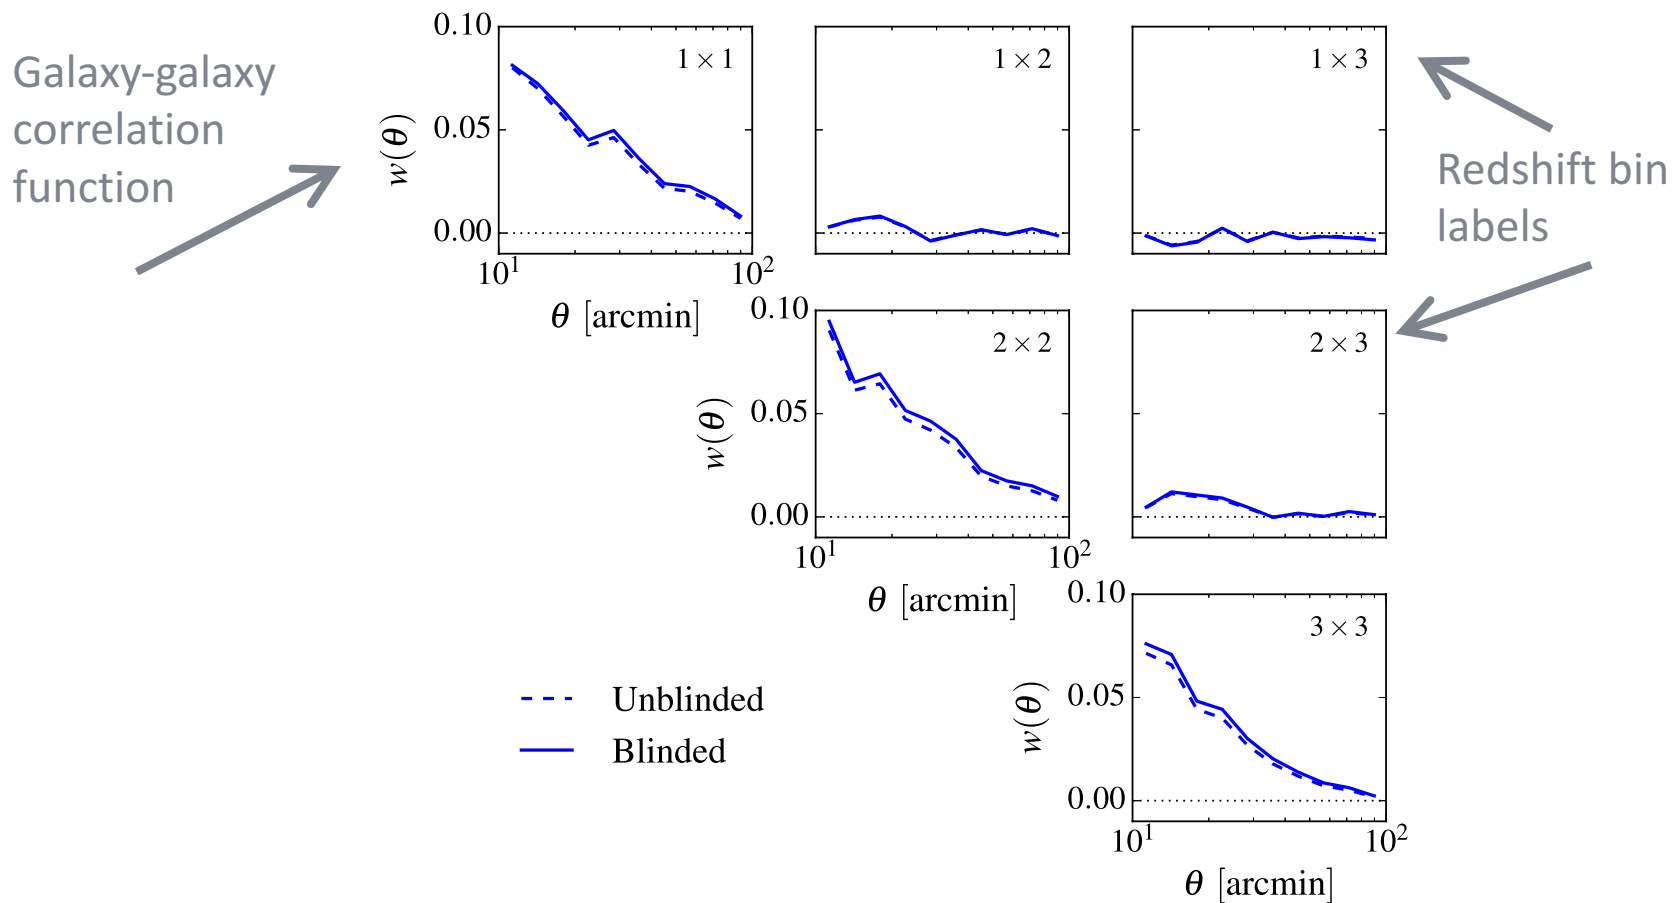 Galaxy-galaxy
correlation
function
Redshift bin
labels
0.10
0.05
0.00
w(θ)
1 × 1
10¹ 10²
θ [arcmin]
1 × 2
1 × 3
0.10
0.05
0.00
w(θ)
2 × 2
10¹ 10²
θ [arcmin]
2 × 3
0.10
0.05
0.00
w(θ)
3 × 3
10¹ 10²
θ [arcmin]
Unblinded
Blinded